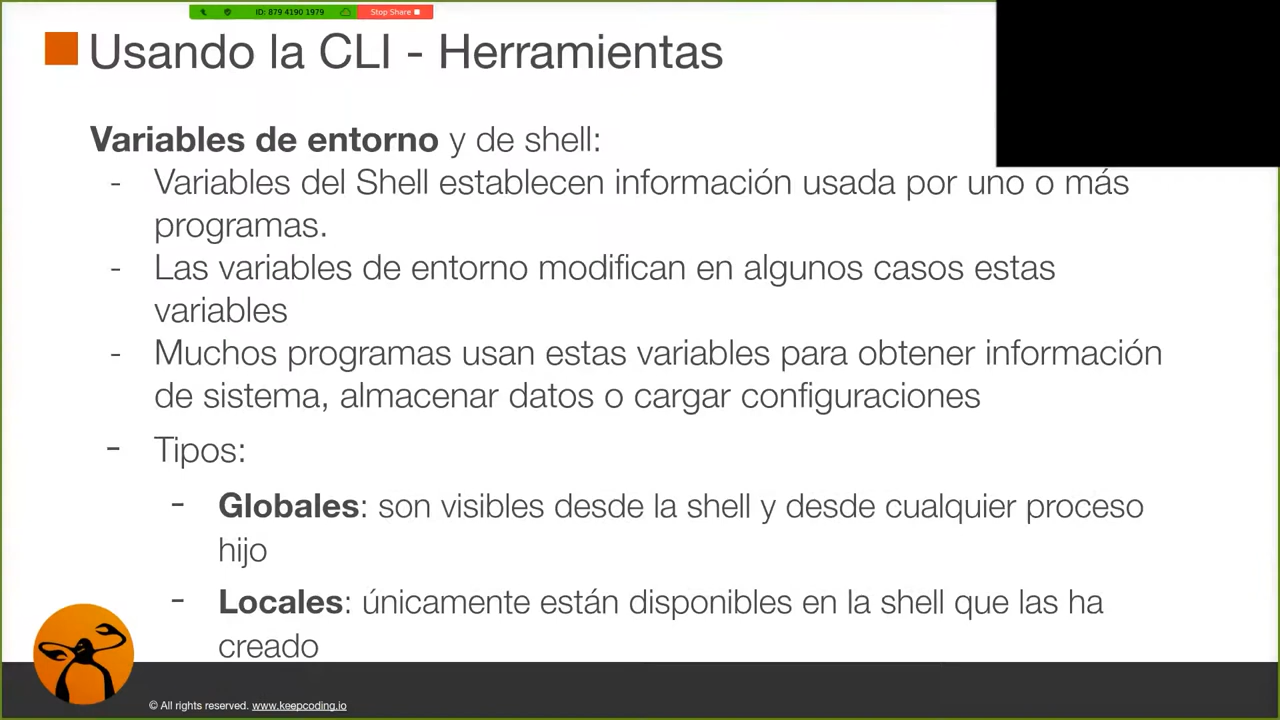 ID: 879 4190 1979
Stop Share
Usando la CLI - Herramientas
Variables de entorno y de shell:
- Variables del Shell establecen información usada por uno o más
programas.
- Las variables de entorno modifican en algunos casos estas
variables
- Muchos programas usan estas variables para obtener información
de sistema, almacenar datos o cargar configuraciones
- Tipos:
- Globales: son visibles desde la shell y desde cualquier proceso
hijo
- Locales: únicamente están disponibles en la shell que las ha
creado
© All rights reserved. www.keepcoding.io